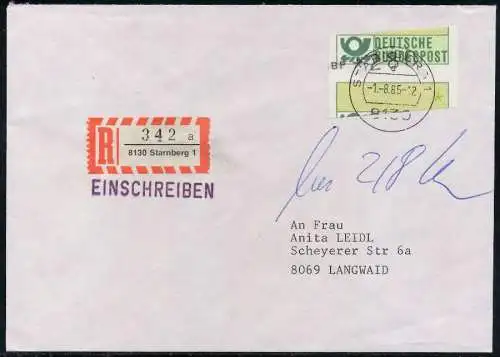 DEUTSCHE
BUNDESPOST
-1.-8.85-12
R
342 a
8130 Starnberg 1
EINSCHREIBEN
An Frau
Anita LEIDL
Scheyerer Str 6a
8069 LANGWAID